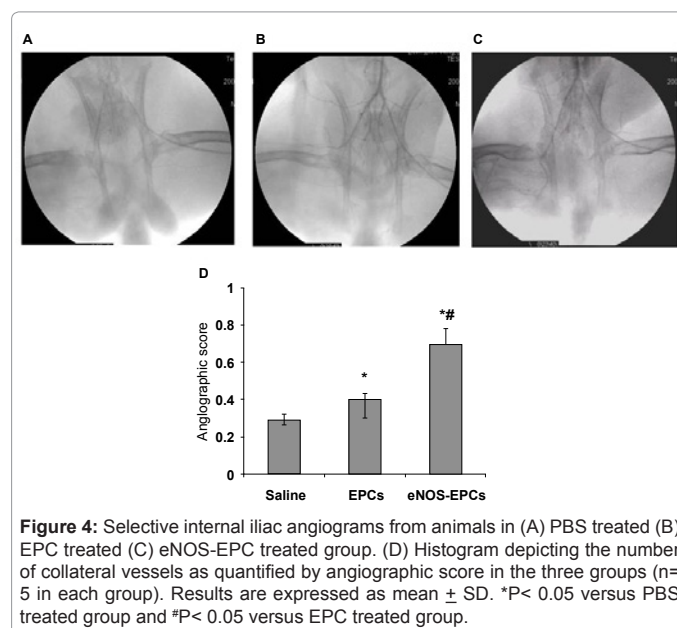 A
B
C
D
1
*#
0.8
0.6
*
0.4
0.2
0
Angiographic score
Saline EPCs eNOS-EPCs
Figure 4: Selective internal iliac angiograms from animals in (A) PBS treated (B)
EPC treated (C) eNOS-EPC treated group. (D) Histogram depicting the number
of collateral vessels as quantified by angiographic score in the three groups (n=
5 in each group). Results are expressed as mean ± SD. *P< 0.05 versus PBS
treated group and #P< 0.05 versus EPC treated group.